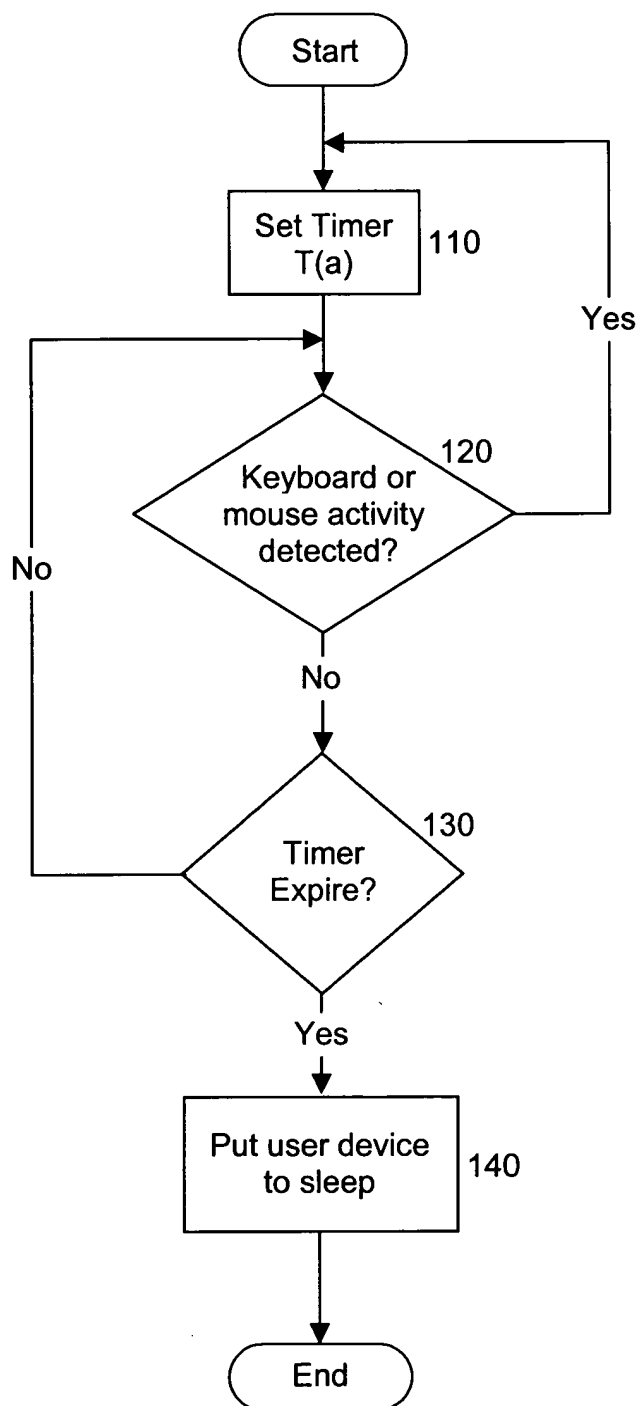 Start
Set Timer
T(a)
110
Yes
120
Keyboard or
mouse activity
detected?
No
No
130
Timer
Expire?
Yes
Put user device
to sleep
140
End